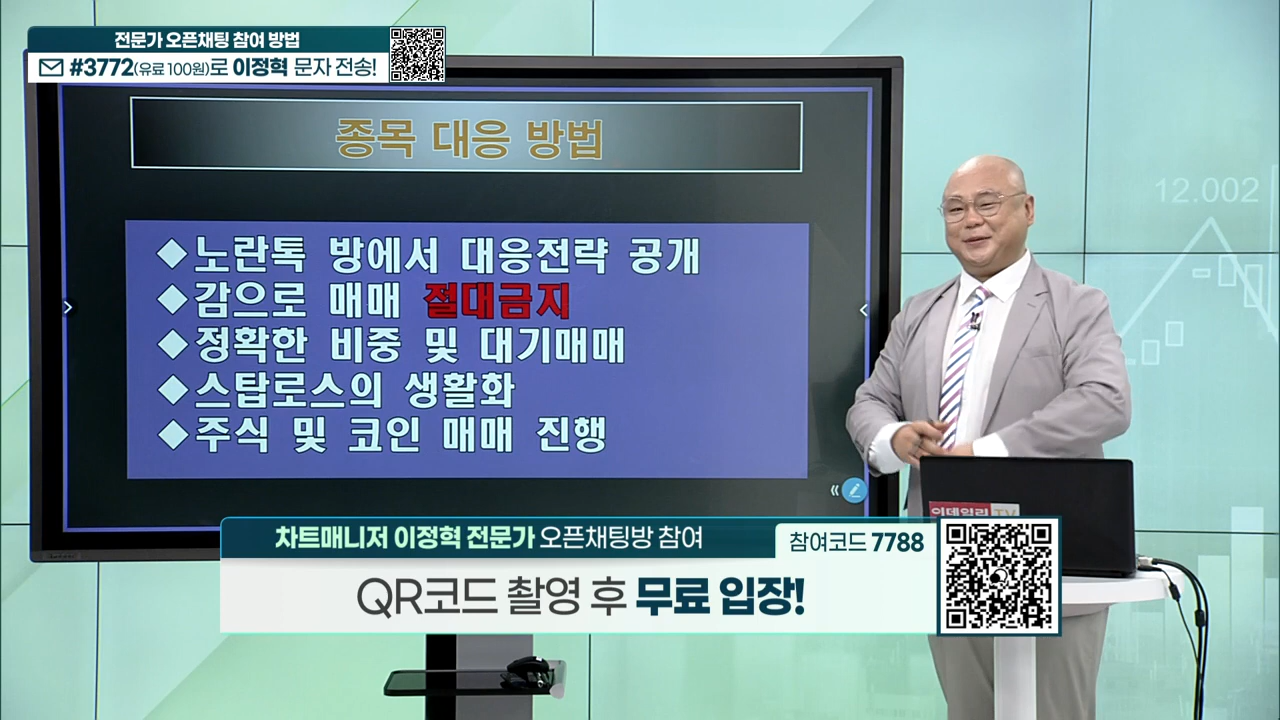 전문가 오픈채팅 참여 방법
#3772(유료 100원)로 이정혁 문자 전송!
종목 대응 방법
◆노란톡 방에서 대응전략 공개
◆감으로 매매 절대금지
◆정확한 비중 및 대기매매
◆스탑로스의 생활화
◆주식 및 코인 매매 진행
12.002
이데일리TV
차트매니저 이정혁 전문가 오픈채팅방 참여
참여코드 7788
QR코드 촬영 후 무료 입장!